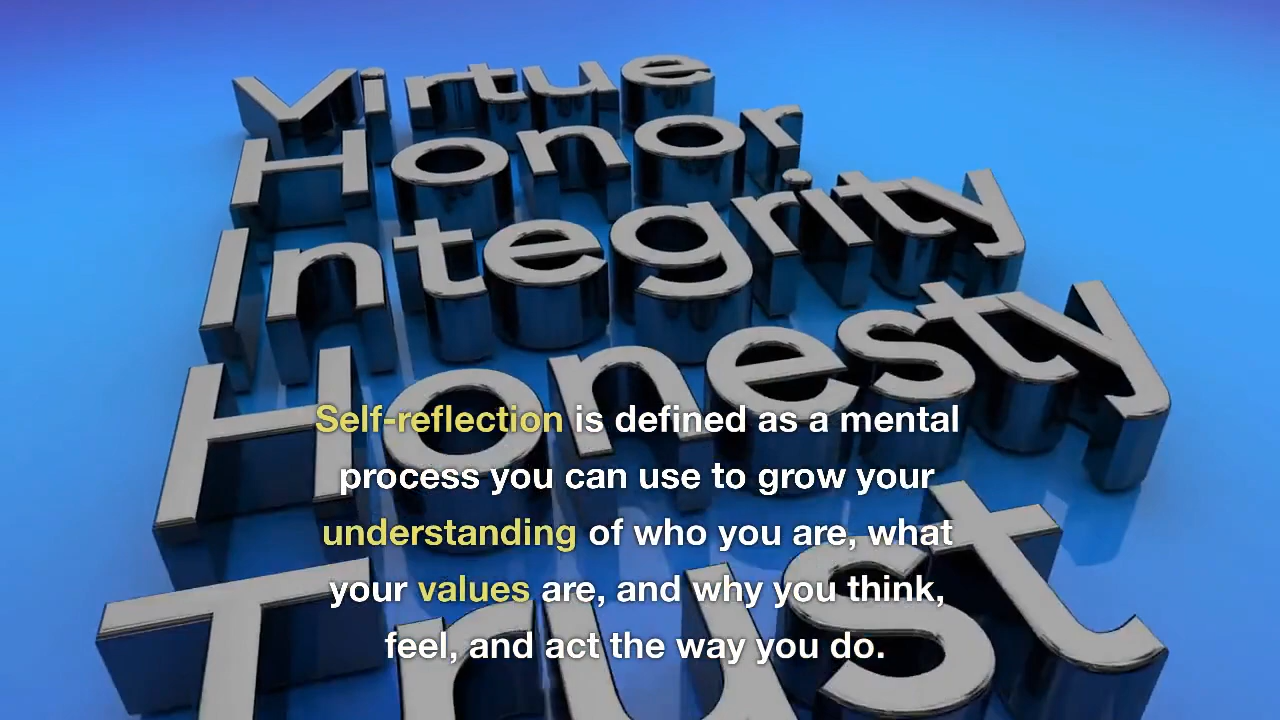 Virtue
Honor
Integrity
Honesty
Trust
Self-reflection is defined as a mental
process you can use to grow your
understanding of who you are, what
your values are, and why you think,
feel, and act the way you do.